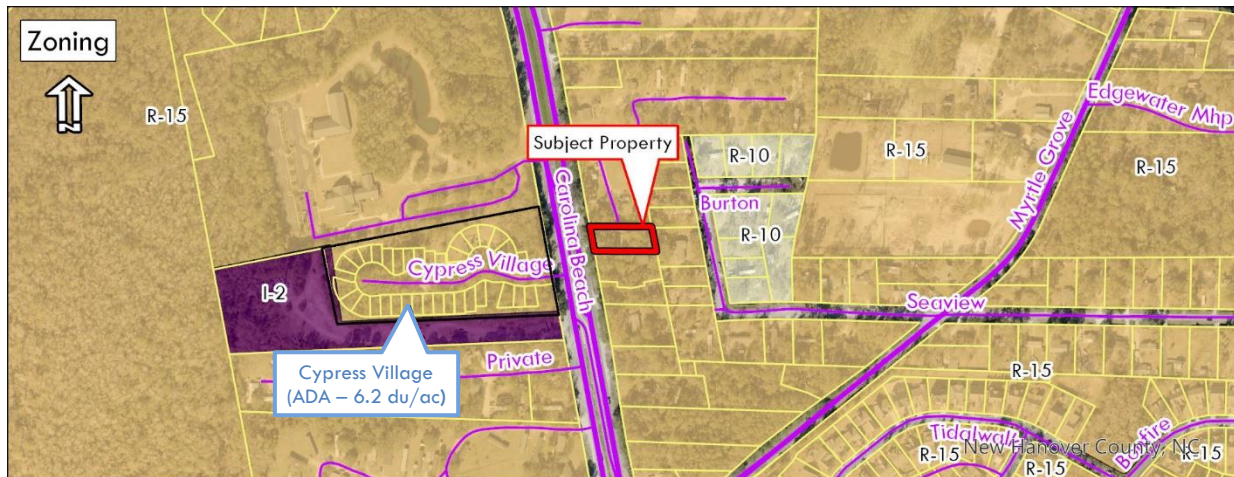 Zoning
N
R-15
Subject Property
Edgewater Mhp
R-10
R-15
R-15
Carolina Beach
Burton
Myrtle Grove
R-10
Cypress Village
I-2
Seaview
Private
Cypress Village
(ADA – 6.2 du/ac)
R-15
Tidalwalk
Bonfire
New Hanover County, NC
R-15
R-15
R-15